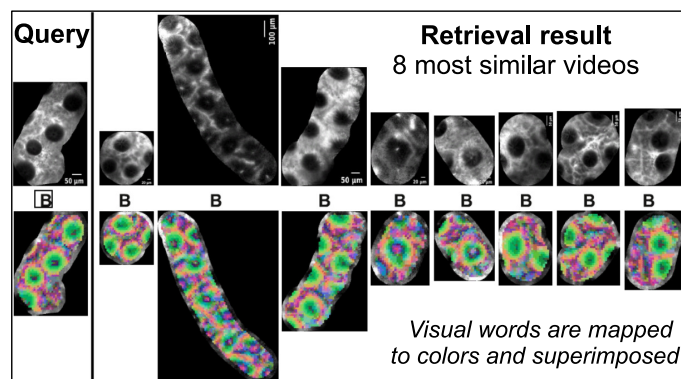 Query
Retrieval result
8 most similar videos
100 µm
50 µm
50 µm
B
B
B
B
B
B
B
B
B
Visual words are mapped
to colors and superimposed